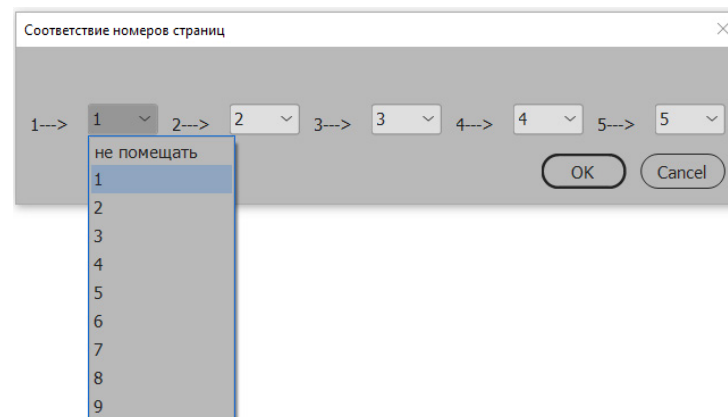 Соответствие номеров страниц
1---> 1 2---> 2 3---> 3 4---> 4 5---> 5
не помещать
1
2
3
4
5
6
7
8
9
OK Cancel